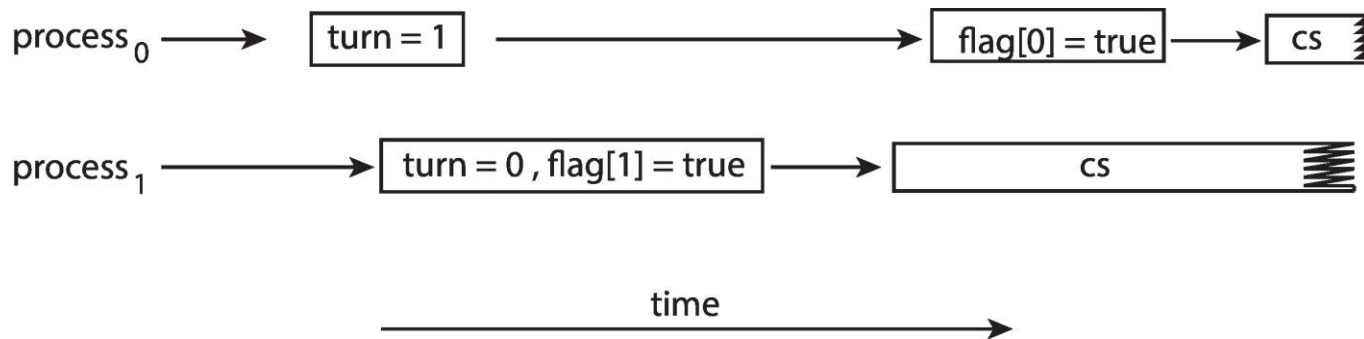 process₀ turn = 1 flag[0] = true cs
process₁ turn = 0 , flag[1] = true cs
time